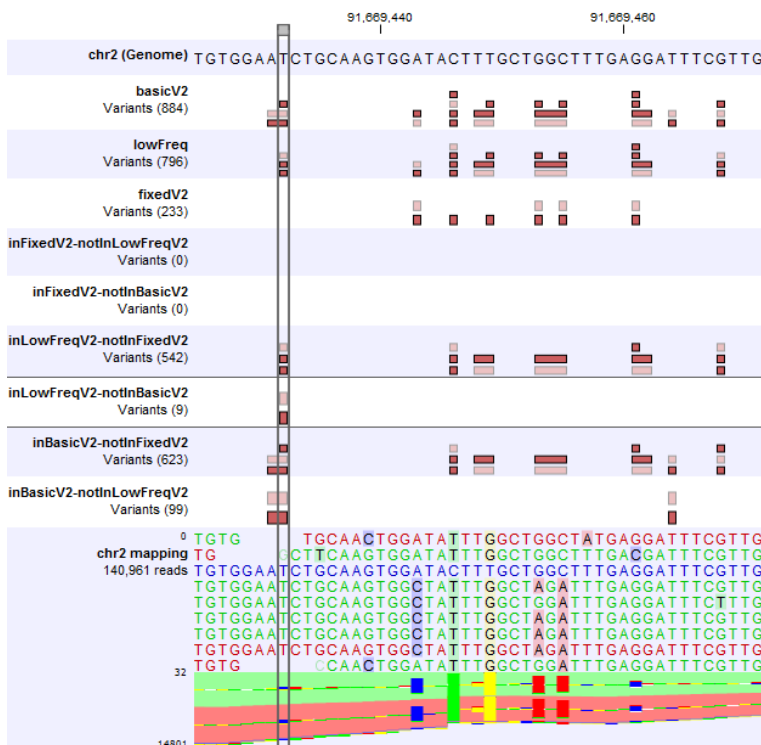 91,669,440 91,669,460
chr2 (Genome) TGTGGAATCTGCAAGTGGATACTTTGCTGGCTTTGAGGATTTCGTTG
basicV2
Variants (884)
lowFreq
Variants (796)
fixedV2
Variants (233)
inFixedV2-notInLowFreqV2
Variants (0)
inFixedV2-notInBasicV2
Variants (0)
inLowFreqV2-notInFixedV2
Variants (542)
inLowFreqV2-notInBasicV2
Variants (9)
inBasicV2-notInFixedV2
Variants (623)
inBasicV2-notInLowFreqV2
Variants (99)
0 TGTG TGCAACTGGATATTTGGCTGGCTATGAGGATTTCGTTG
chr2 mapping TG GCTTCAAGTGGATATTTGGCTGGCTTTGACGATTTCGTTG
140,961 reads TGTGGAATCTGCAAGTGGATACTTTGCTGGCTTTGAGGATTTCGTTG
TGTGGAATCTGCAAGTGGCTATTTGGCTAGATTTGAGGATTTCGTTG
TGTGGAATCTGCAAGTGGATATTTGGCTGGATTTGAGGATTTCTTTG
TGTGGAATCTGCAAGTGGCTATTTGGCTAGATTTGAGGATTTCGTTG
TGTGGAATCTGCAAGTGGCTATTTGGCTAGATTTGAGGATTTCGTTG
TGTGGAATCTGCAAGTGGCTATTTGGCTAGATTTGAGGATTTCGTTG
TGTG CCAACTGGATATTTGGCTGGATTTGAGGATTTCGTTG
32